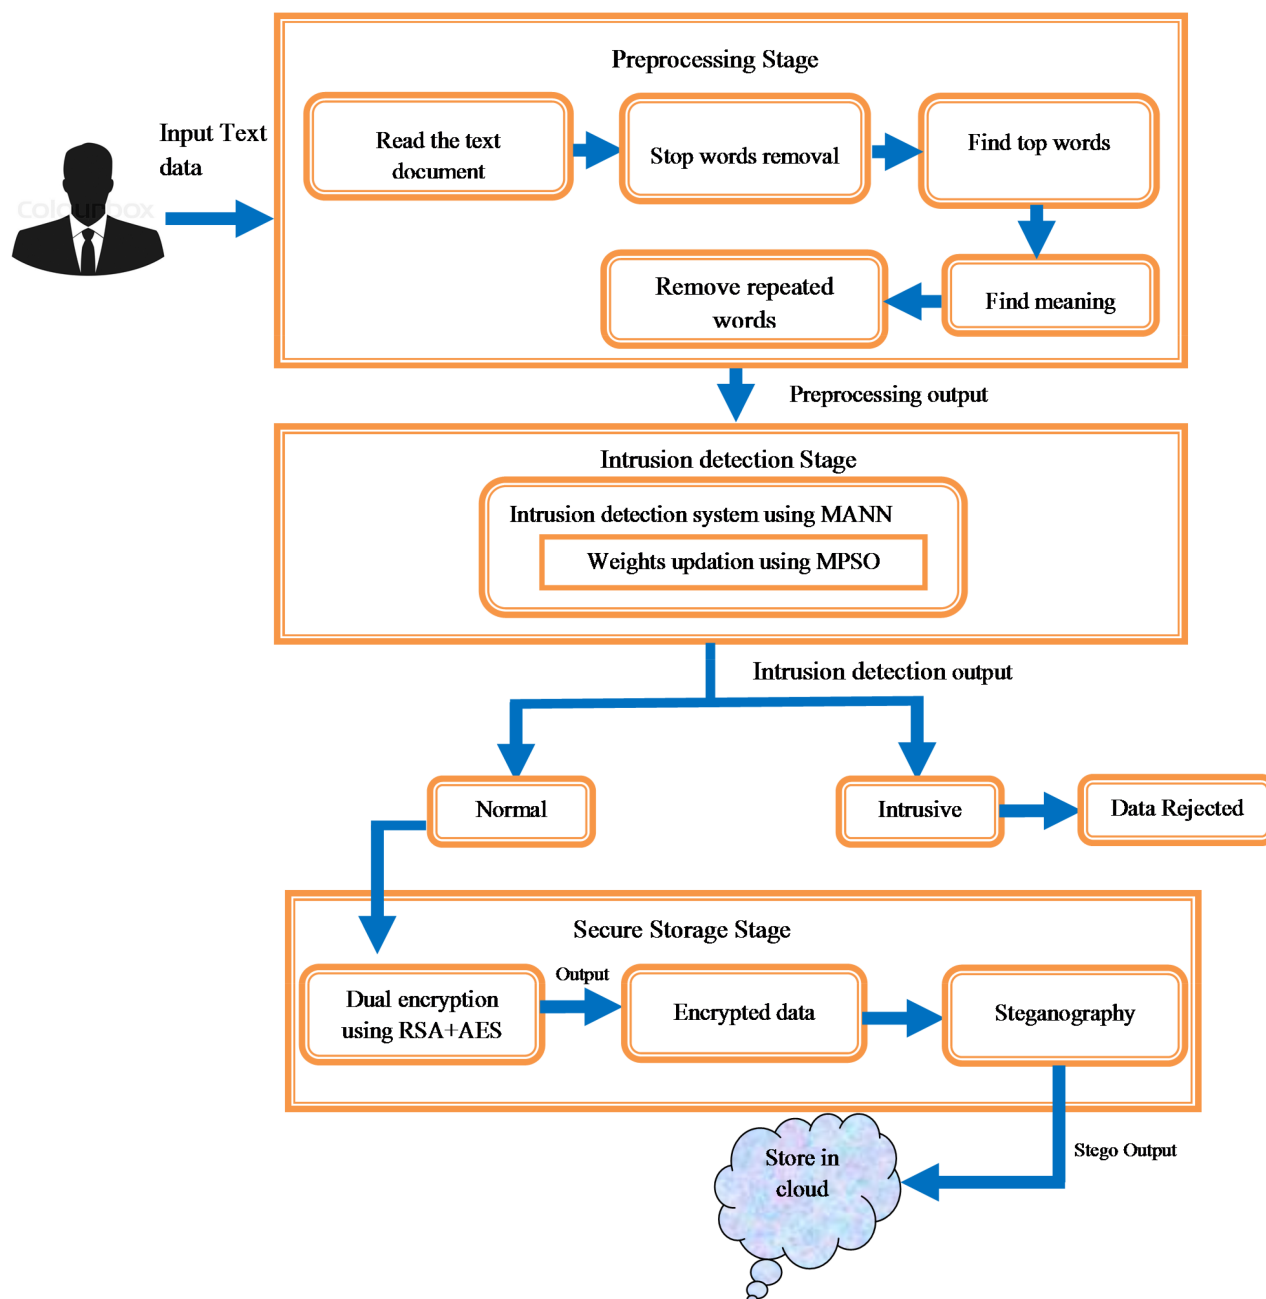 Preprocessing Stage
Input Text
data
colourbox
Read the text
document
Stop words removal
Find top words
Find meaning
Remove repeated
words
Preprocessing output
Intrusion detection Stage
Intrusion detection system using MANN
Weights updation using MPSO
Intrusion detection output
Normal
Intrusive
Data Rejected
Secure Storage Stage
Dual encryption
using RSA+AES
Output
Encrypted data
Steganography
Stego Output
Store in
cloud